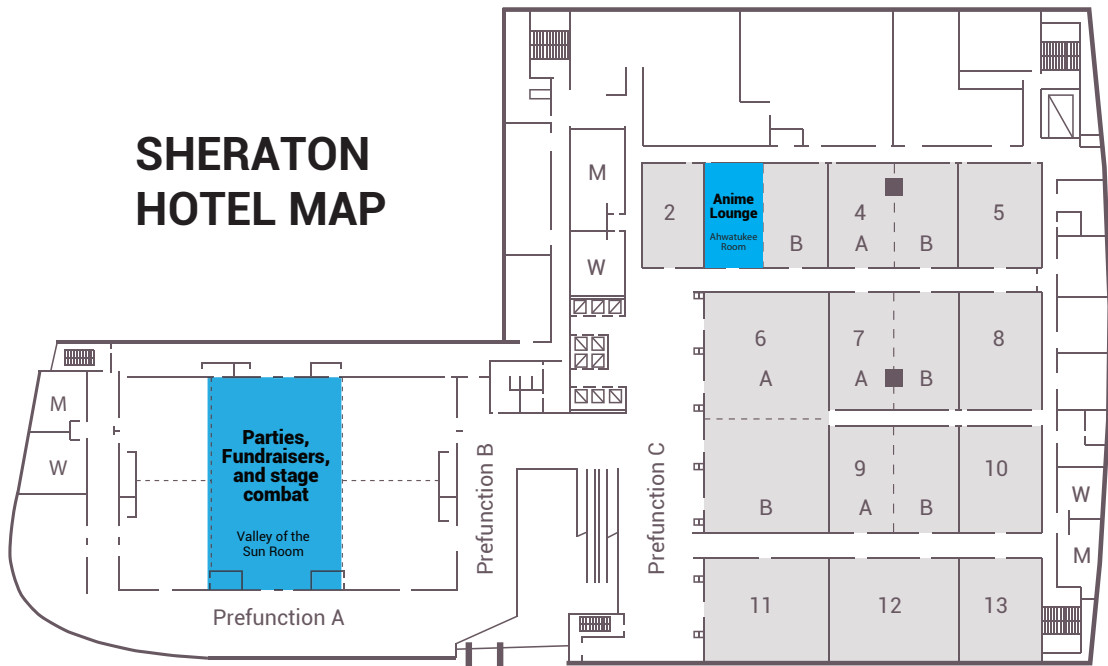 SHERATON
HOTEL MAP
M
W
2
Anime
Lounge
Ahwatukee
Room
B
4
A
B
5
6
A
B
7
A
B
8
9
A
B
10
11
12
13
M
W
Parties,
Fundraisers,
and stage
combat
Valley of the
Sun Room
Prefunction A
Prefunction B
Prefunction C
W
M